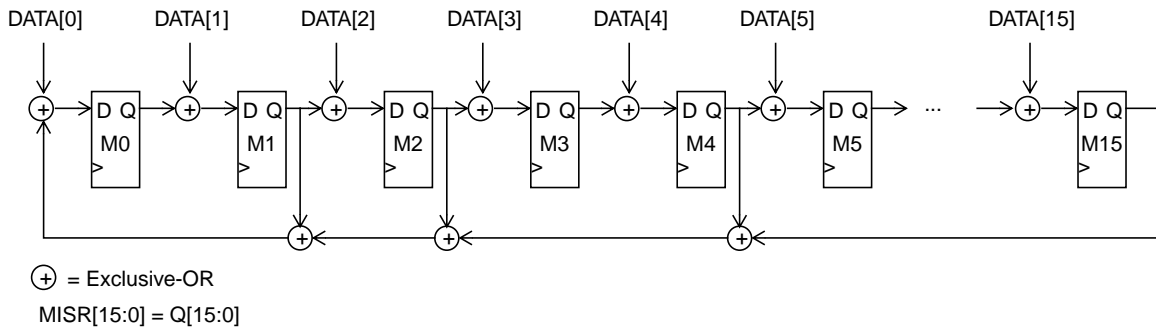 DATA[0] DATA[1] DATA[2] DATA[3] DATA[4] DATA[5] DATA[15]
+ D Q + D Q + D Q + D Q + D Q + D Q ... + D Q
M0 M1 M2 M3 M4 M5 M15
+ + +
+ = Exclusive-OR
MISR[15:0] = Q[15:0]